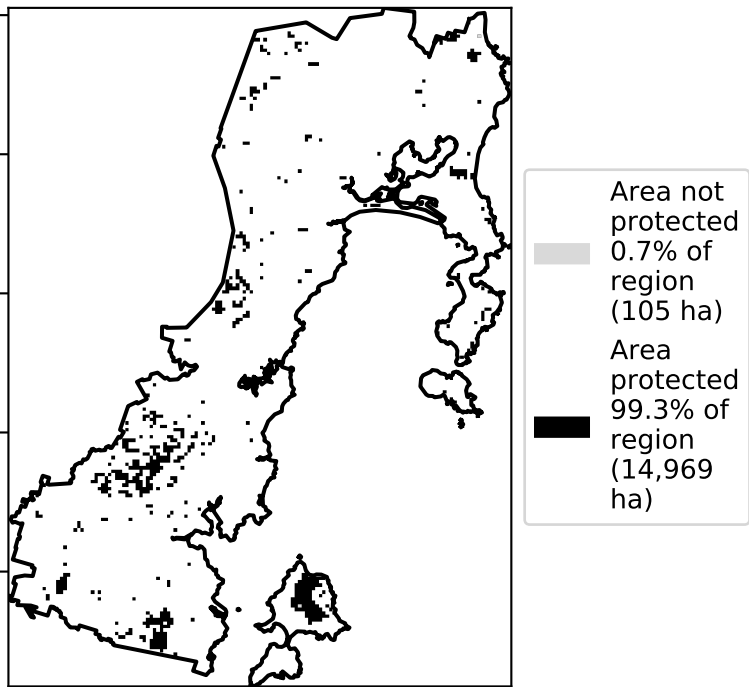 Area not
protected
0.7% of
region
(105 ha)
Area
protected
99.3% of
region
(14,969
ha)